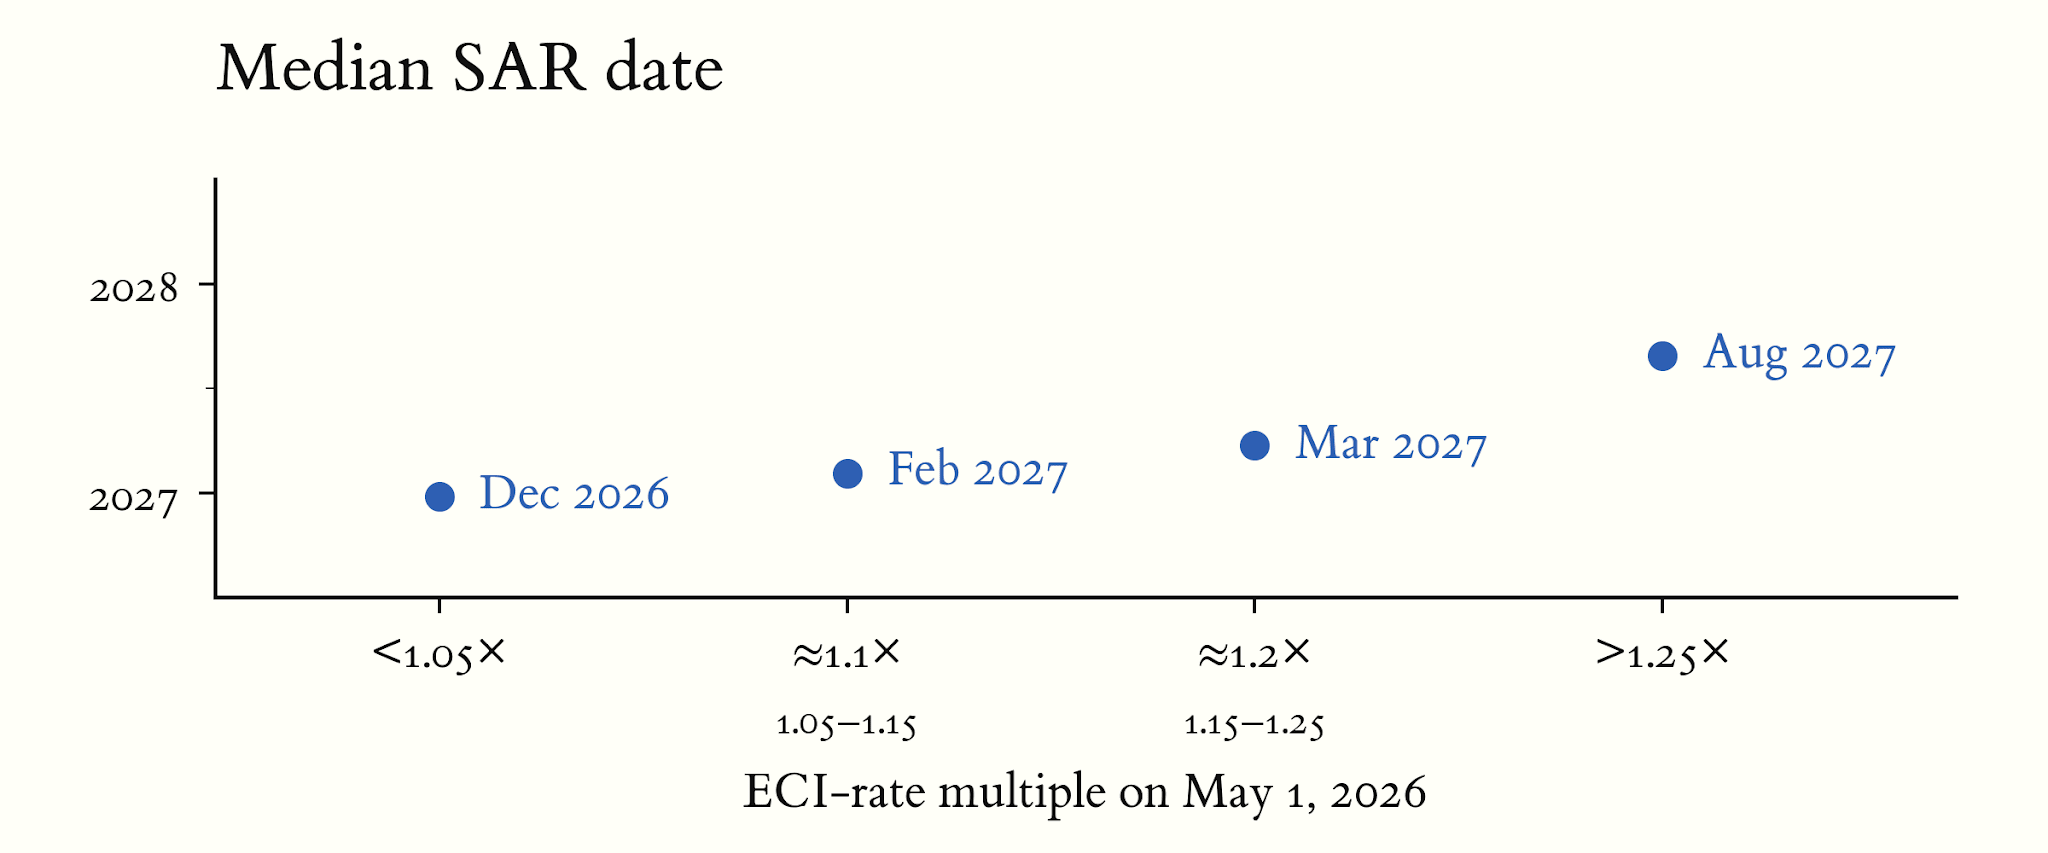 Median SAR date
2028
Aug 2027
Mar 2027
Feb 2027
2027
Dec 2026
<1.05×
≈1.1×
≈1.2×
>1.25×
1.05–1.15
1.15–1.25
ECI-rate multiple on May 1, 2026